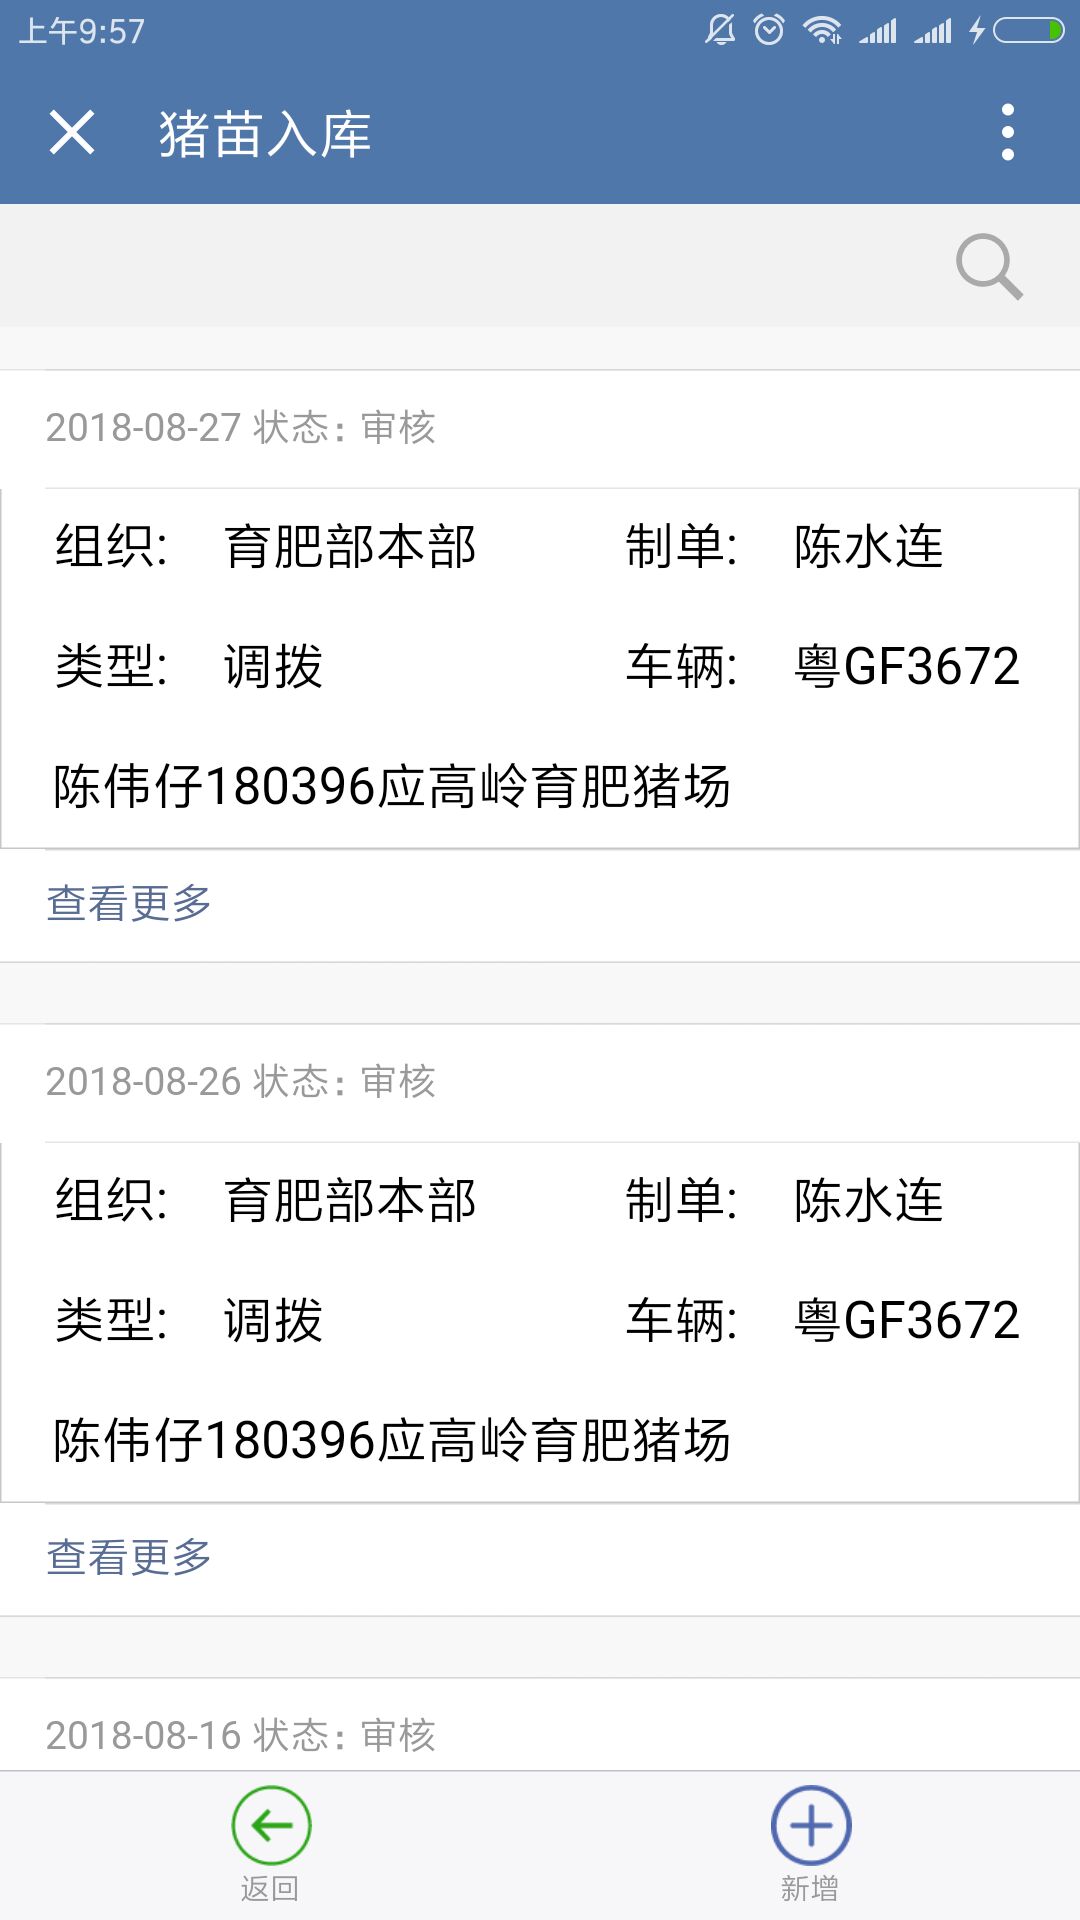 上午9:57
猪苗入库
2018-08-27 状态：审核
组织: 育肥部本部 制单: 陈水连
类型: 调拨 车辆: 粤GF3672
陈伟仔180396应高岭育肥猪场
查看更多
2018-08-26 状态：审核
组织: 育肥部本部 制单: 陈水连
类型: 调拨 车辆: 粤GF3672
陈伟仔180396应高岭育肥猪场
查看更多
2018-08-16 状态：审核
返回 新增